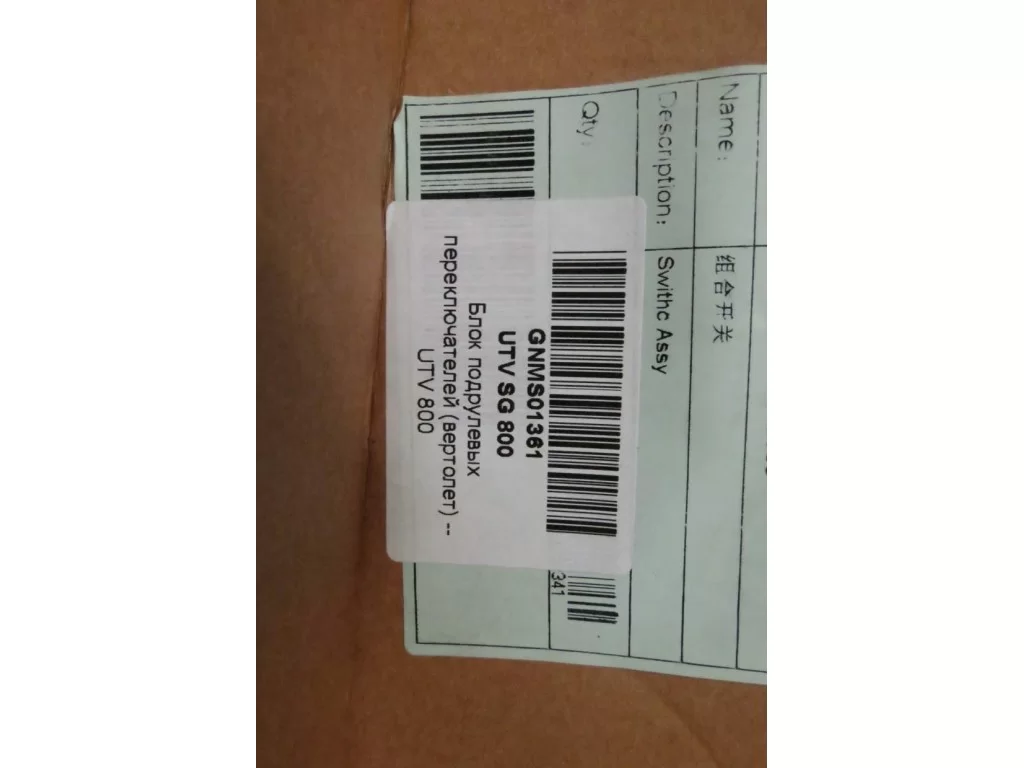 Name:
组合开关
Description:
Swithc Assy
Qty:
341
GNMS01361
UTV SG 800
Блок подрулевых
переключателей (вертолет) --
UTV 800